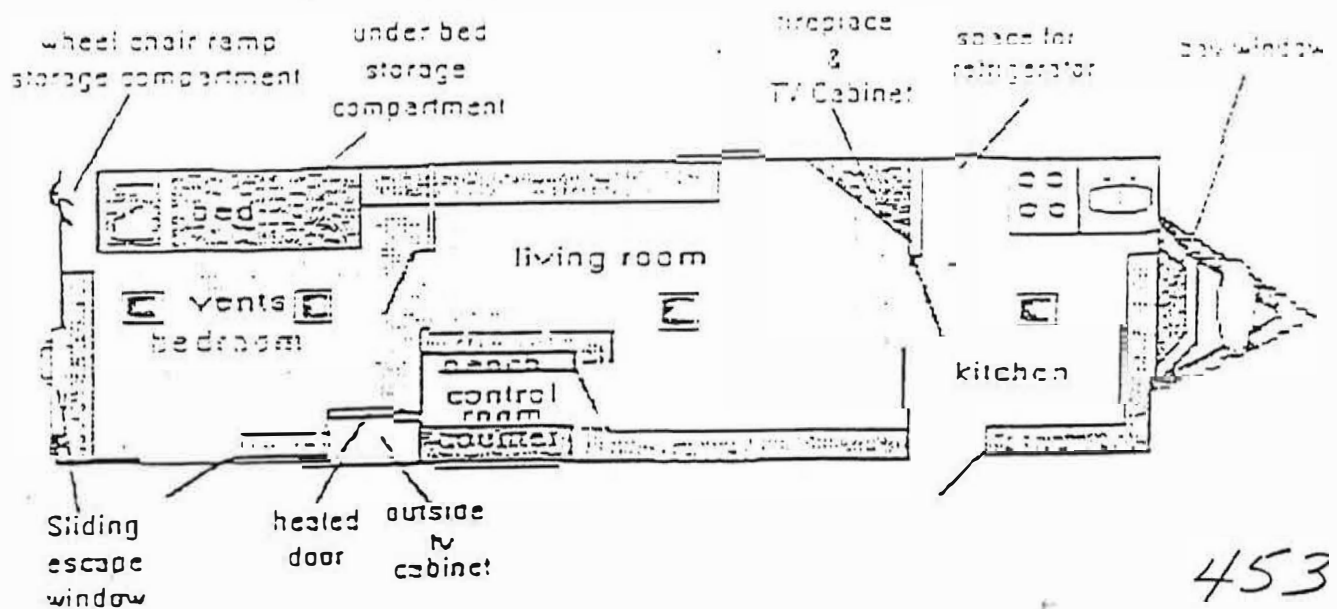 wheel chair ramp
storage compartment
under bed
storage
compartment
fireplace
&
TV Cabinet
space for
refrigerator
bay window
bed
living room
vents
bedroom
bench
control
room
counter
kitchen
Sliding
escape
window
heated
door
outside
tv
cabinet
453